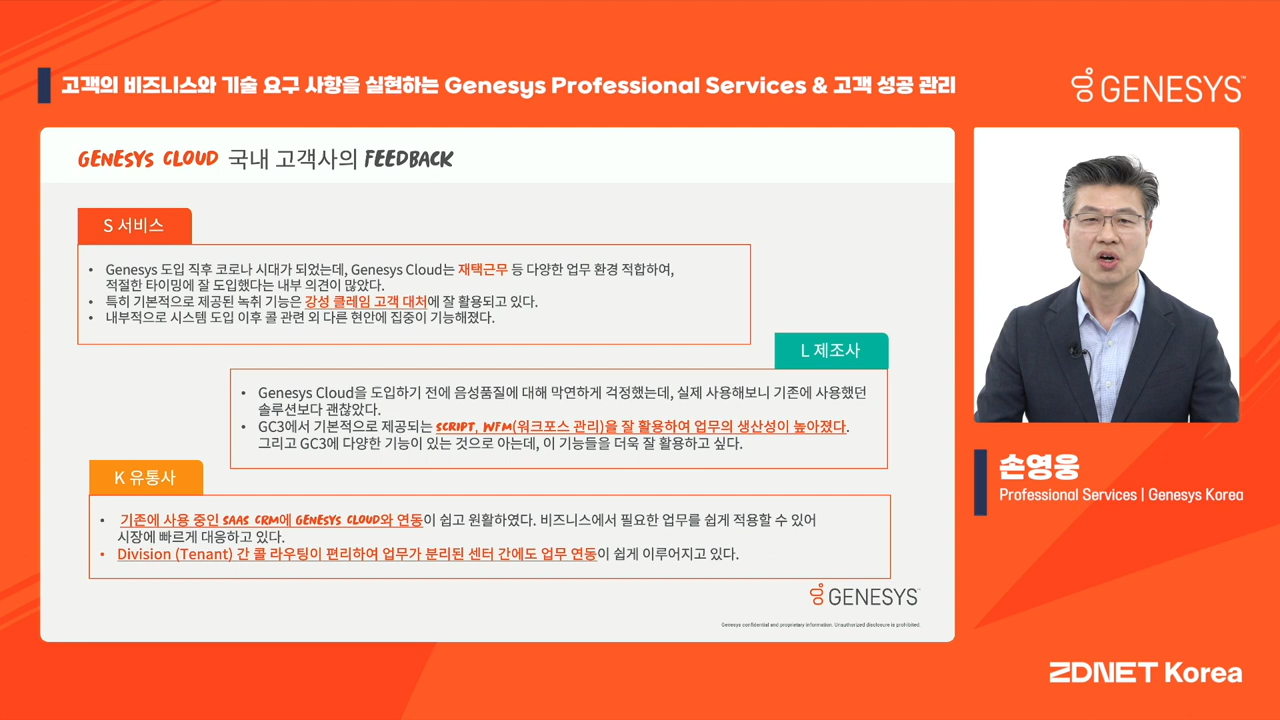 고객의 비즈니스와 기술 요구 사항을 실현하는 Genesys Professional Services & 고객 성공 관리
GENESYS™
GENESYS CLOUD 국내 고객사의 FEEDBACK
S 서비스
• Genesys 도입 직후 코로나 시대가 되었는데, Genesys Cloud는 재택근무 등 다양한 업무 환경 적합하여,
적절한 타이밍에 잘 도입했다는 내부 의견이 많았다.
• 특히 기본적으로 제공된 녹취 기능은 강성 클레임 고객 대처에 잘 활용되고 있다.
• 내부적으로 시스템 도입 이후 콜 관련 외 다른 현안에 집중이 기능해졌다.
L 제조사
• Genesys Cloud을 도입하기 전에 음성품질에 대해 막연하게 걱정했는데, 실제 사용해보니 기존에 사용했던
솔루션보다 괜찮았다.
• GC3에서 기본적으로 제공되는 SCRIPT, WFM(워크포스 관리)을 잘 활용하여 업무의 생산성이 높아졌다.
그리고 GC3에 다양한 기능이 있는 것으로 아는데, 이 기능들을 더욱 잘 활용하고 싶다.
K 유통사
• 기존에 사용 중인 SAAS CRM에 GENESYS CLOUD와 연동이 쉽고 원활하였다. 비즈니스에서 필요한 업무를 쉽게 적용할 수 있어
시장에 빠르게 대응하고 있다.
• Division (Tenant) 간 콜 라우팅이 편리하여 업무가 분리된 센터 간에도 업무 연동이 쉽게 이루어지고 있다.
GENESYS™
Genesys confidential and proprietary information. Unauthorized disclosure is prohibited.
손영웅
Professional Services | Genesys Korea
ZDNET Korea